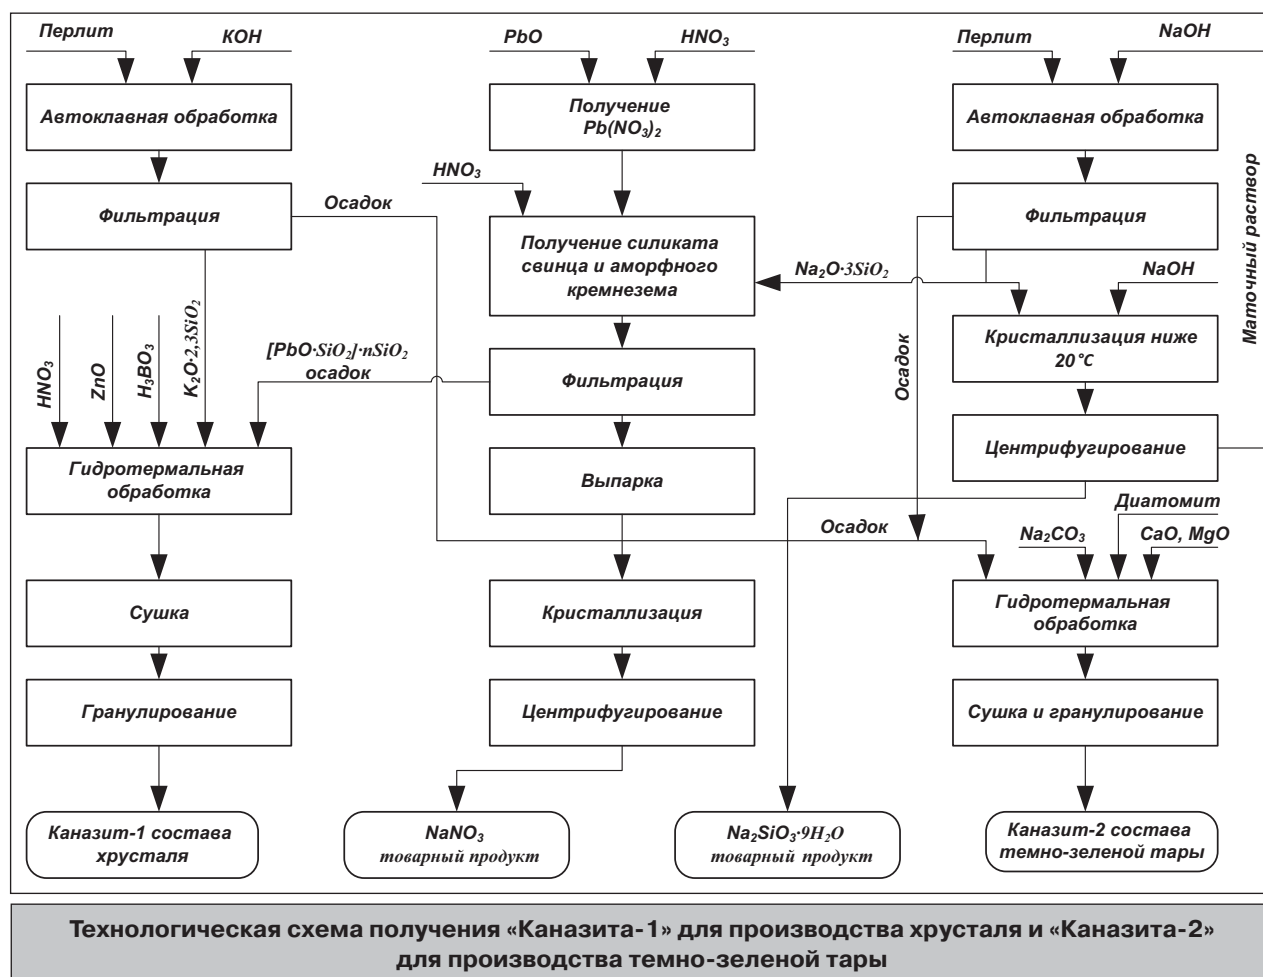 Перлит
КОН
Автоклавная обработка
Фильтрация
Осадок
HNO₃
ZnO
H₃BO₃
K₂O·2,3SiO₂
Гидротермальная
обработка
Сушка
Гранулирование
Каназит-1 состава
хрусталя
PbO
HNO₃
Получение
Pb(NO₃)₂
HNO₃
Получение силиката
свинца и аморфного
кремнезема
[PbO·SiO₂]·nSiO₂
осадок
Фильтрация
Выпарка
Кристаллизация
Центрифугирование
NaNO₃
товарный продукт
Перлит
NaOH
Автоклавная обработка
Фильтрация
Маточный раствор
Na₂O·3SiO₂
NaOH
Кристаллизация ниже
20°С
Осадок
Центрифугирование
Осадок
Диатомит
Na₂CO₃
CaO, MgO
Гидротермальная
обработка
Сушка и гранулирование
Na₂SiO₃·9H₂O
товарный продукт
Каназит-2 состава
темно-зеленой тары
Технологическая схема получения «Каназита-1» для производства хрусталя и «Каназита-2»
для производства темно-зеленой тары